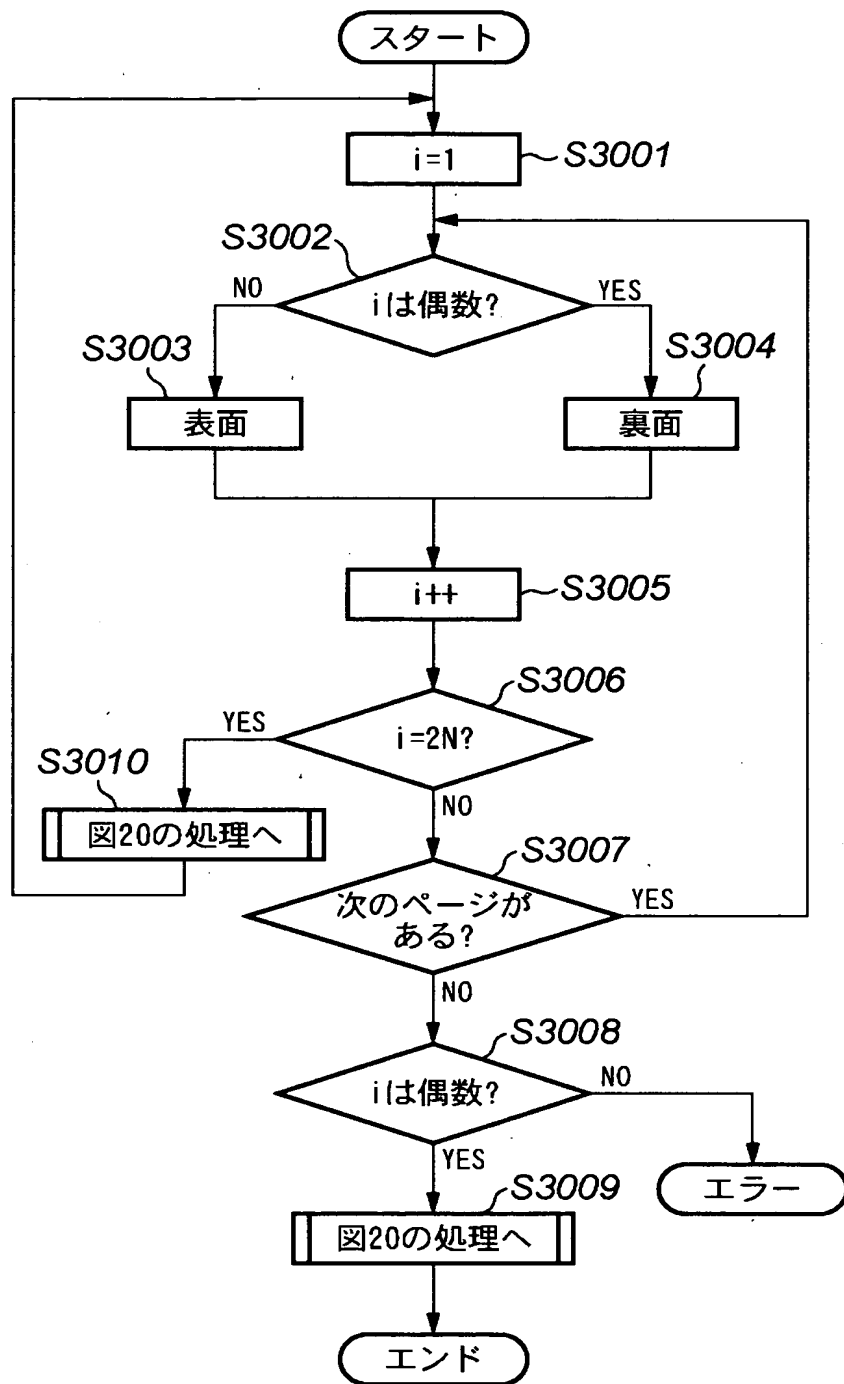 スタート
i=1
S3001
S3002
NO
iは偶数?
YES
S3003
S3004
表面
裏面
i++
S3005
S3006
YES
i=2N?
S3010
NO
図20の処理へ
S3007
次のページが
ある?
YES
NO
S3008
iは偶数?
NO
YES
エラー
S3009
図20の処理へ
エンド